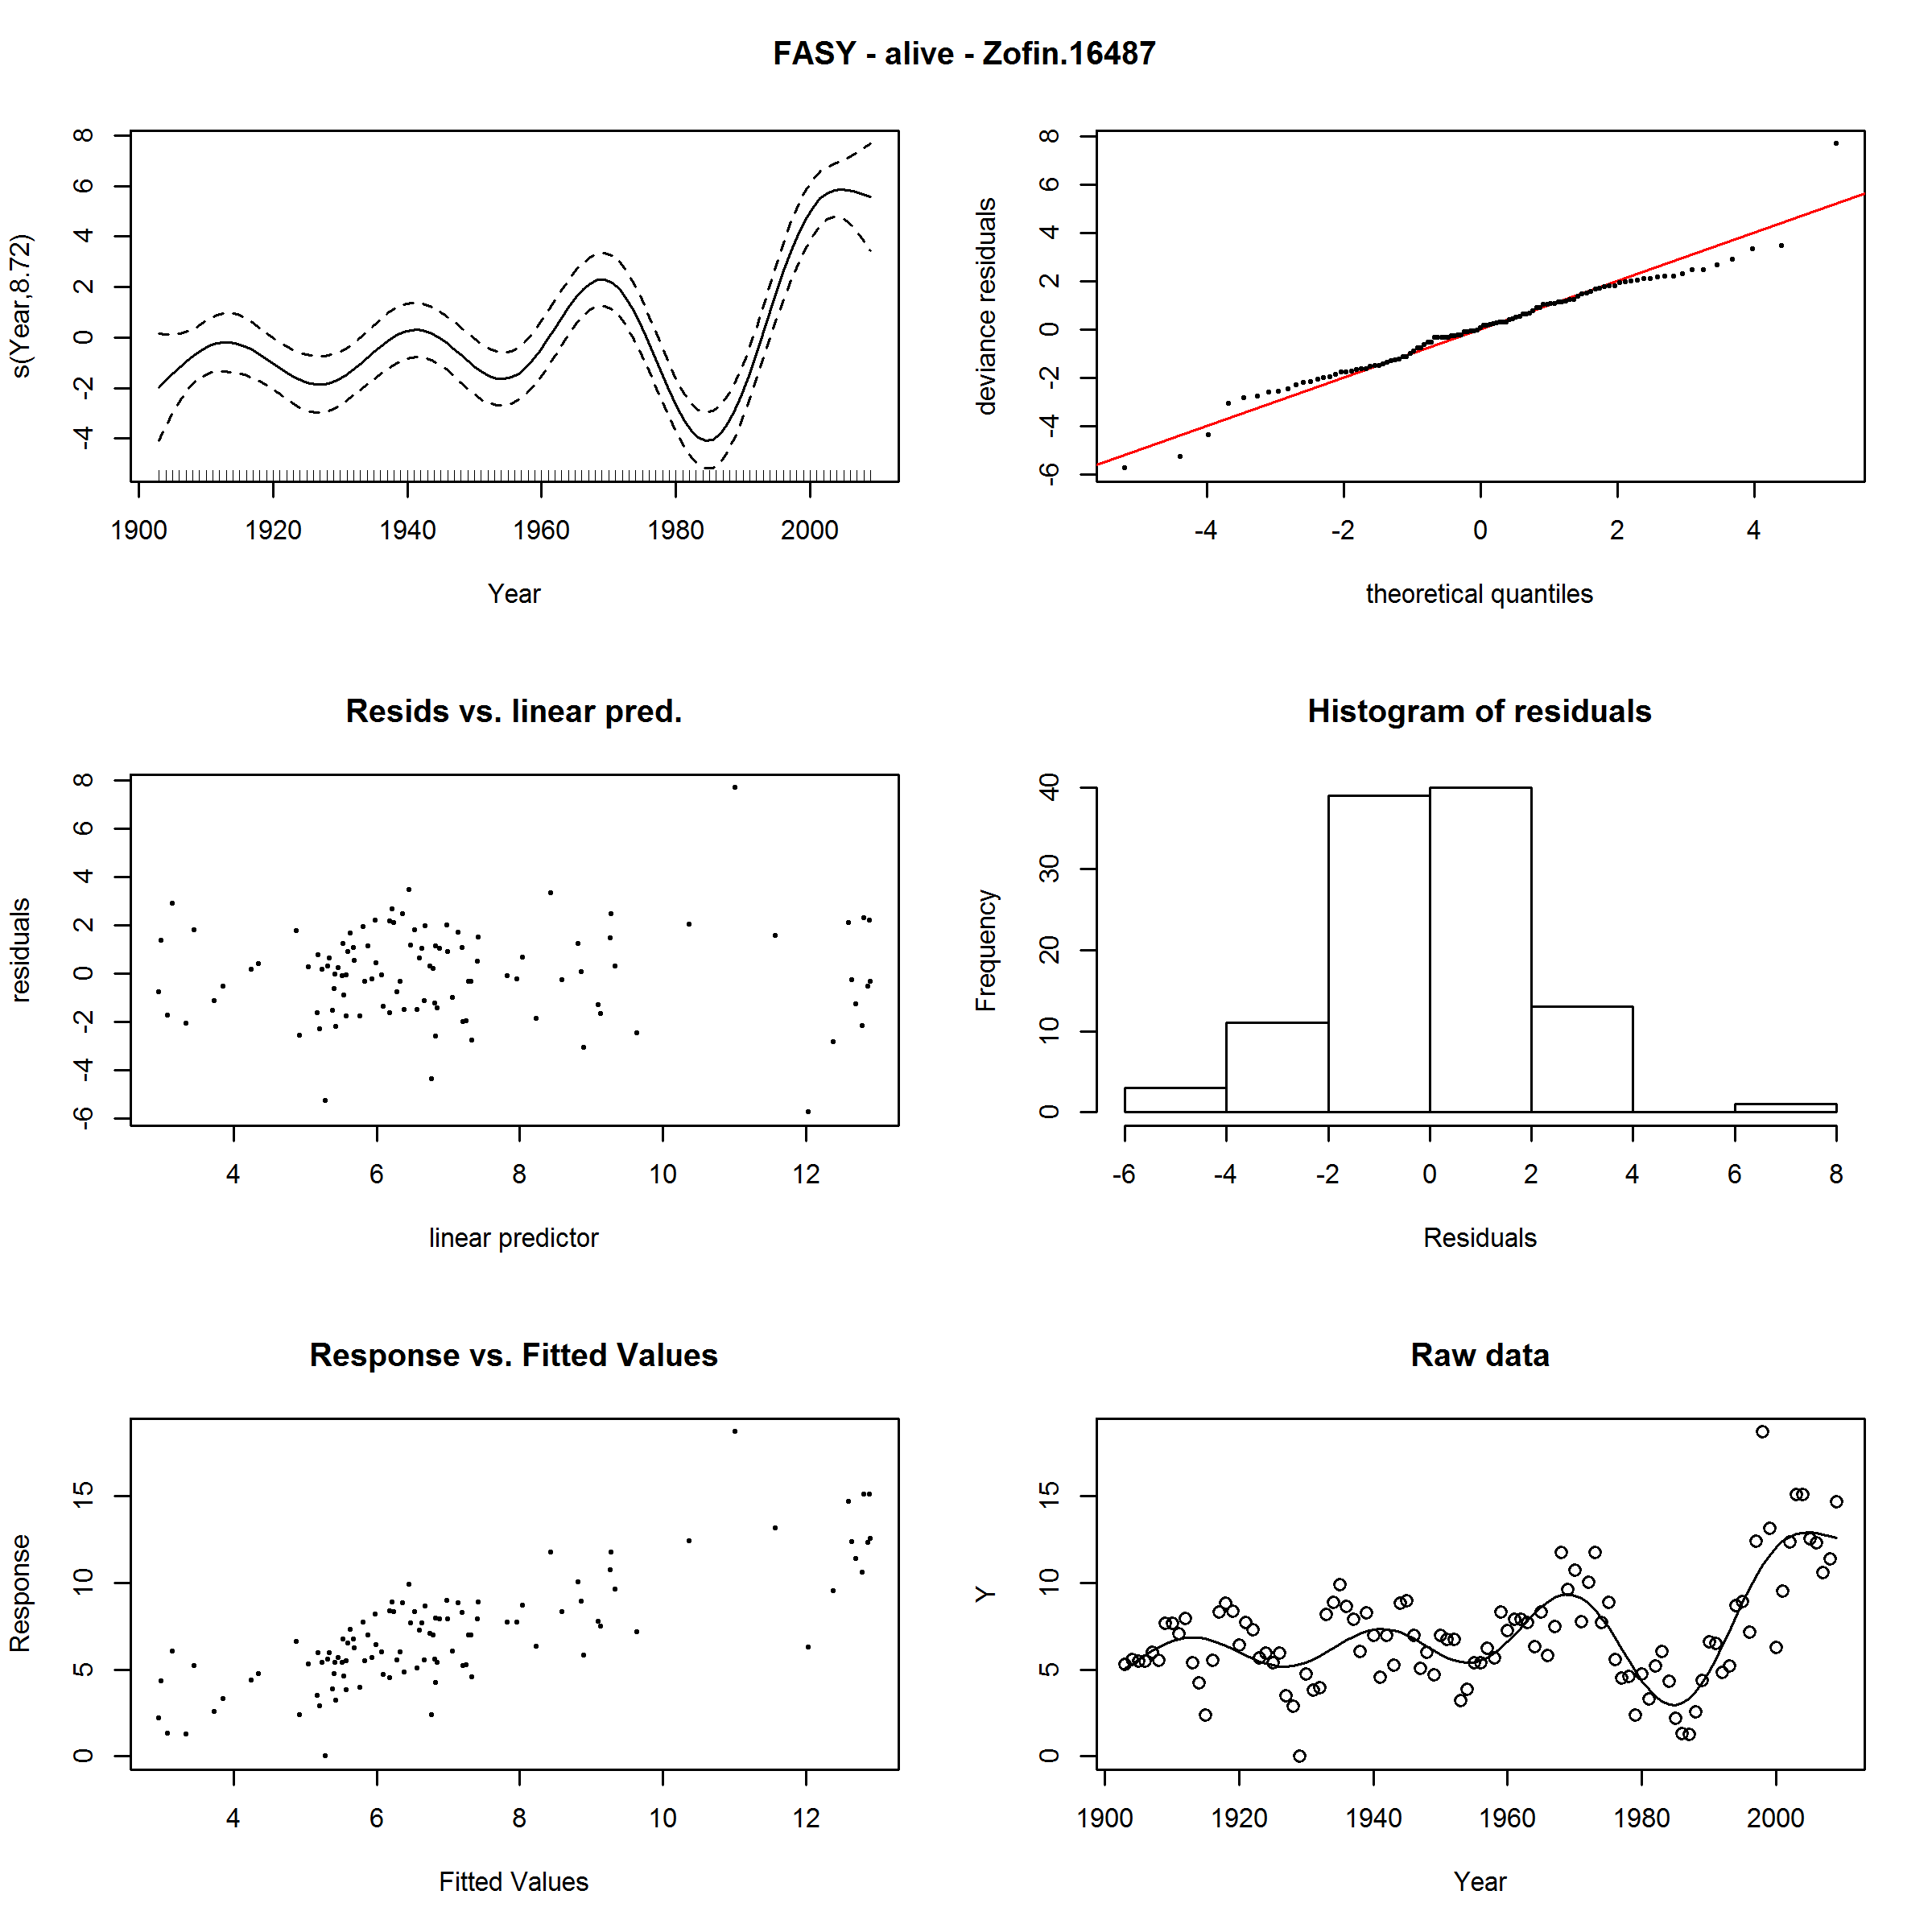 FASY - alive - Zofin.16487
s(Year,8.72)
8
6
4
2
0
-2
-4
1900 1920 1940 1960 1980 2000
Year
deviance residuals
8
6
4
2
0
-2
-4
-6
-4 -2 0 2 4
theoretical quantiles
Resids vs. linear pred.
residuals
8
6
4
2
0
-2
-4
-6
4 6 8 10 12
linear predictor
Histogram of residuals
Frequency
40
30
20
10
0
-6 -4 -2 0 2 4 6 8
Residuals
Response vs. Fitted Values
Response
15
10
5
0
4 6 8 10 12
Fitted Values
Raw data
Y
15
10
5
0
1900 1920 1940 1960 1980 2000
Year